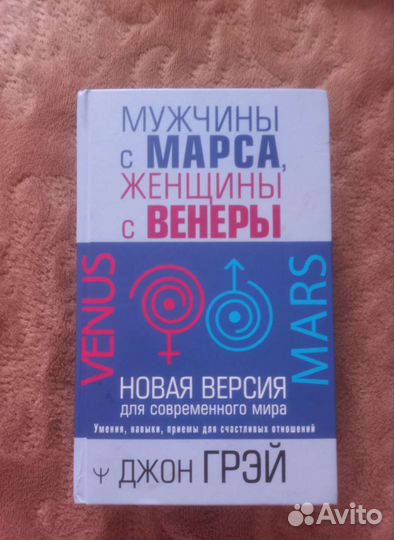 МУЖЧИНЫ
с МАРСА,
ЖЕНЩИНЫ
с ВЕНЕРЫ
VENUS
MARS
НОВАЯ ВЕРСИЯ
для современного мира
Умения, навыки, приемы для счастливых отношений
Ψ ДЖОН ГРЭЙ
Avito